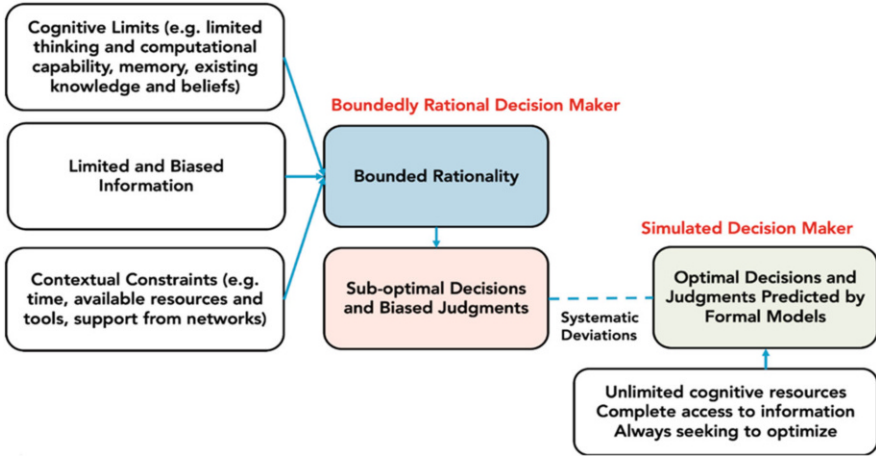 Cognitive Limits (e.g. limited
thinking and computational
capability, memory, existing
knowledge and beliefs)
Limited and Biased
Information
Contextual Constraints (e.g.
time, available resources and
tools, support from networks)
Boundedly Rational Decision Maker
Bounded Rationality
Sub-optimal Decisions
and Biased Judgments
Systematic
Deviations
Simulated Decision Maker
Optimal Decisions and
Judgments Predicted by
Formal Models
Unlimited cognitive resources
Complete access to information
Always seeking to optimize